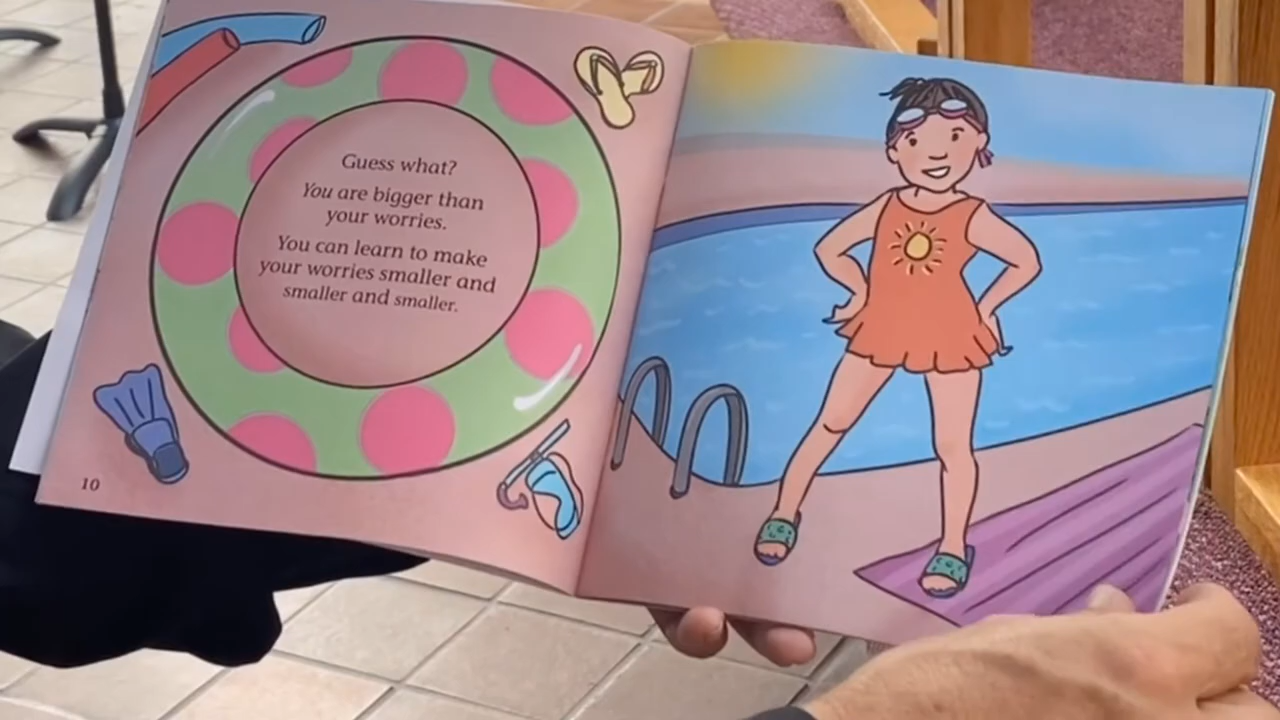 Guess what?
You are bigger than
your worries.
You can learn to make
your worries smaller and
smaller and smaller.
10